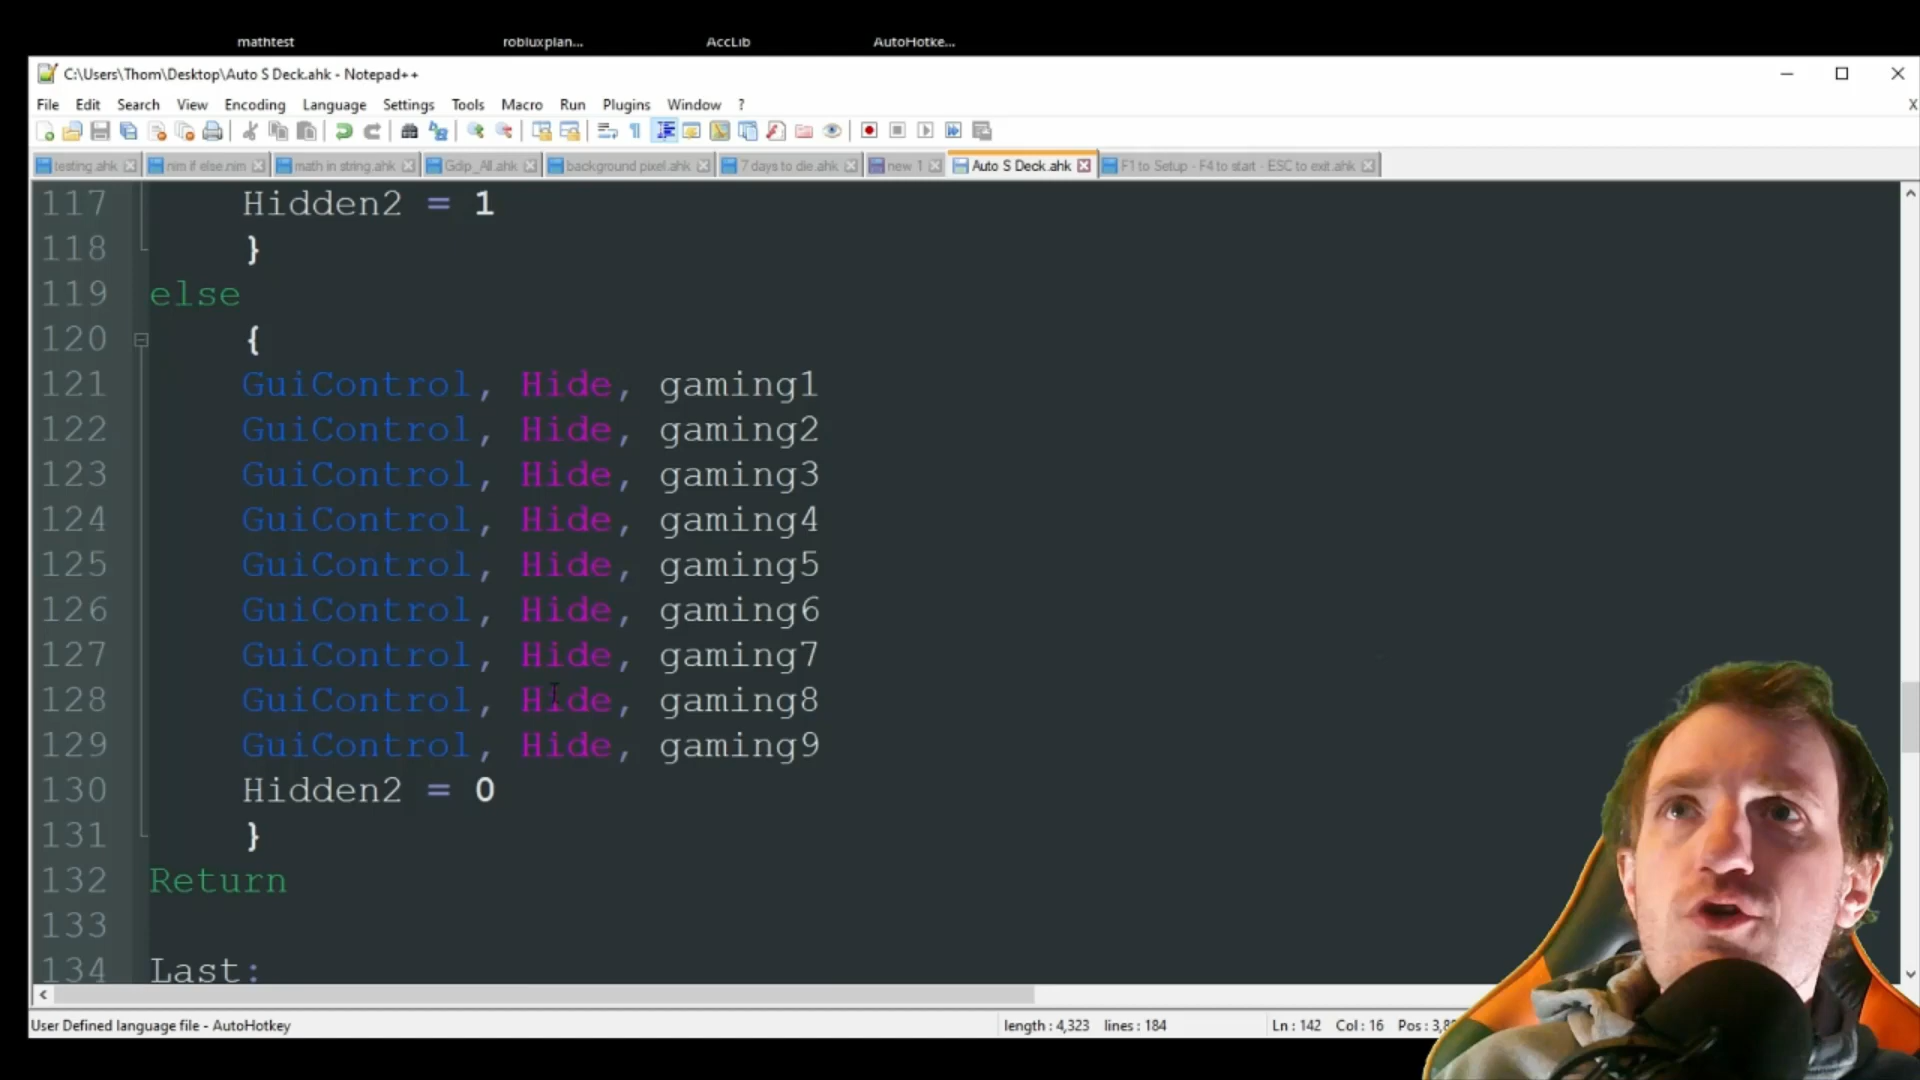 mathtest robluxplan... AccLib AutoHotke...
C:\Users\Thom\Desktop\Auto S Deck.ahk - Notepad++
File Edit Search View Encoding Language Settings Tools Macro Run Plugins Window ? X
testing.ahk nim if else.nim math in string.ahk Gdip_All.ahk background pixel.ahk 7 days to die.ahk new 1 Auto S Deck.ahk F1 to Setup - F4 to start - ESC to exit.ahk
117 Hidden2 = 1
118 }
119 else
120 {
121 GuiControl, Hide, gaming1
122 GuiControl, Hide, gaming2
123 GuiControl, Hide, gaming3
124 GuiControl, Hide, gaming4
125 GuiControl, Hide, gaming5
126 GuiControl, Hide, gaming6
127 GuiControl, Hide, gaming7
128 GuiControl, Hide, gaming8
129 GuiControl, Hide, gaming9
130 Hidden2 = 0
131 }
132 Return
133
134 Last:
User Defined language file - AutoHotkey length : 4,323 lines : 184 Ln : 142 Col : 16 Pos : 3,8